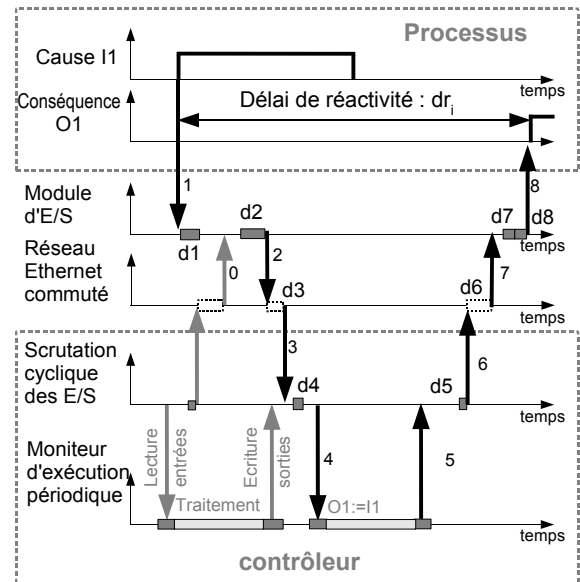 Processus
Cause I1
temps
Conséquence
O1
Délai de réactivité : dri
temps
1
8
Module
d'E/S
d1
d2
d7
d8
temps
0
2
7
Réseau
Ethernet
commuté
d3
d6
temps
3
6
Scrutation
cyclique
des E/S
d4
d5
temps
Lecture
entrées
Ecriture
sorties
4
5
Moniteur
d'exécution
périodique
Traitement
O1:=I1
temps
contrôleur